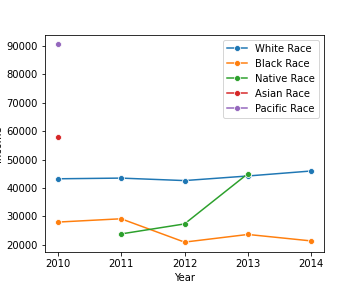 90000
80000
70000
60000
50000
40000
30000
20000
2010
2011
2012
2013
2014
Year
White Race
Black Race
Native Race
Asian Race
Pacific Race